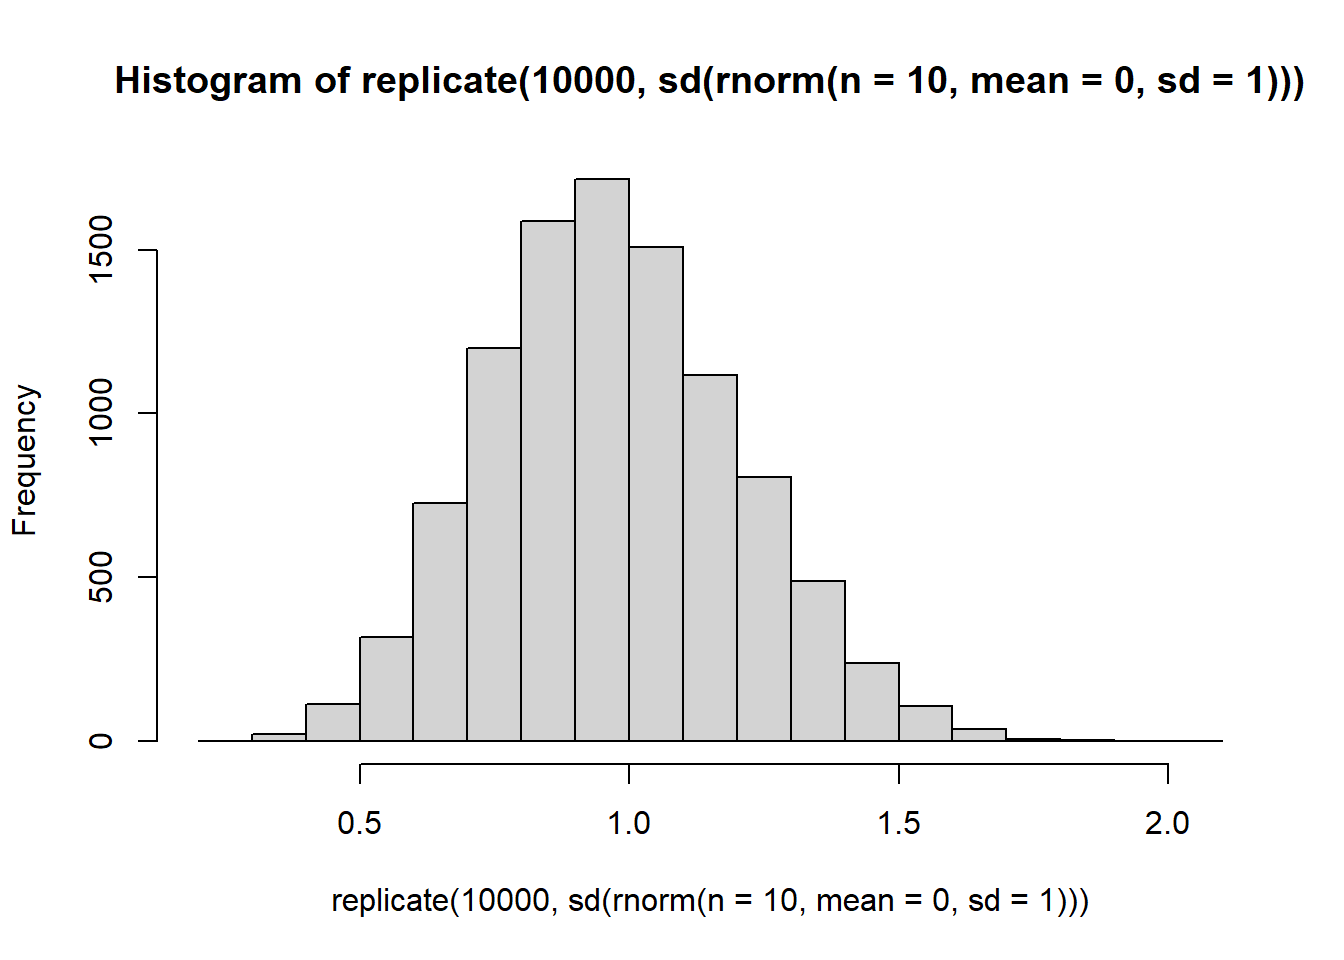 Histogram of replicate(10000, sd(rnorm(n = 10, mean = 0, sd = 1)))
Frequency
1500
1000
500
0
0.5 1.0 1.5 2.0
replicate(10000, sd(rnorm(n = 10, mean = 0, sd = 1)))